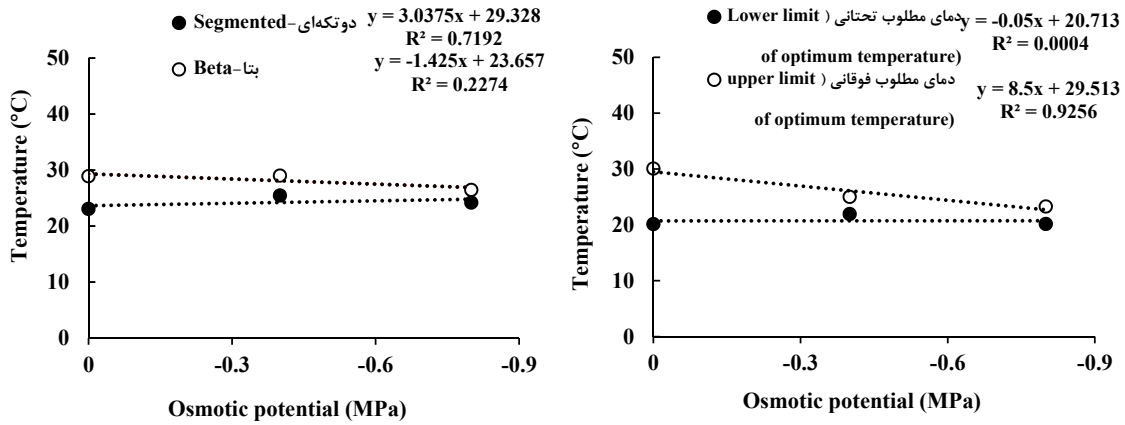 ● Segmented-دوتکه‌ای
y = 3.0375x + 29.328
R² = 0.7192
○ Beta-بتا
y = -1.425x + 23.657
R² = 0.2274
Temperature (°C)
50
40
30
20
10
0
0 -0.3 -0.6 -0.9
Osmotic potential (MPa)
● Lower limit ) دمای مطلوب تحتانی
of optimum temperature)
y = -0.05x + 20.713
R² = 0.0004
○ upper limit ) دمای مطلوب فوقانی
of optimum temperature)
y = 8.5x + 29.513
R² = 0.9256
Temperature (°C)
50
40
30
20
10
0
0 -0.3 -0.6 -0.9
Osmotic potential (MPa)